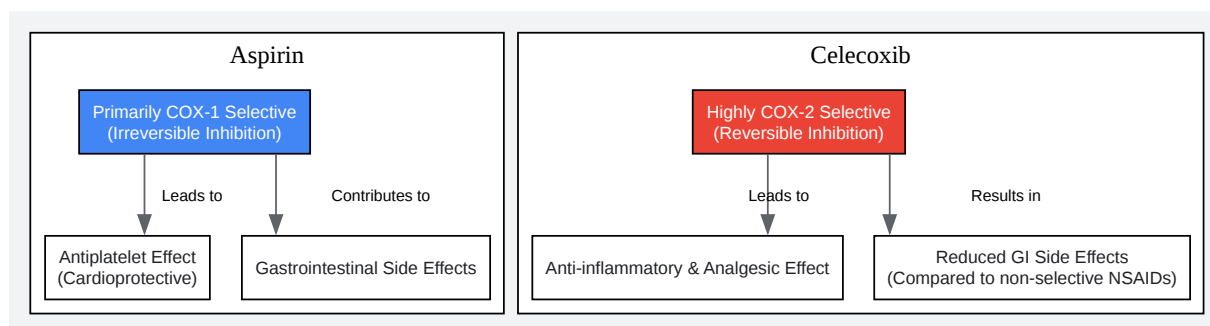 Aspirin
Primarily COX-1 Selective
(Irreversible Inhibition)
Leads to
Contributes to
Antiplatelet Effect
(Cardioprotective)
Gastrointestinal Side Effects
Celecoxib
Highly COX-2 Selective
(Reversible Inhibition)
Leads to
Results in
Anti-inflammatory & Analgesic Effect
Reduced GI Side Effects
(Compared to non-selective NSAIDs)